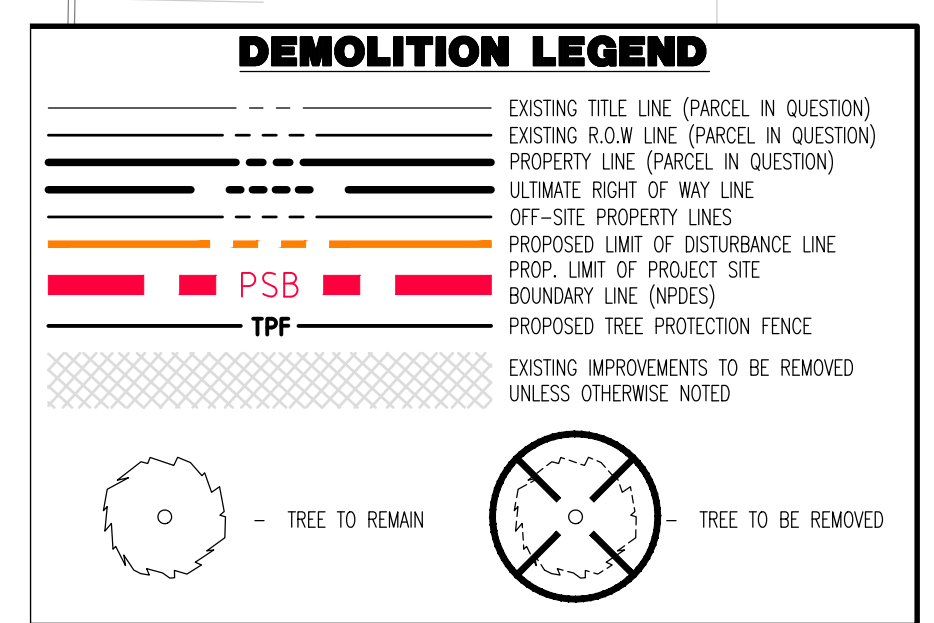 DEMOLITION LEGEND
EXISTING TITLE LINE (PARCEL IN QUESTION)
EXISTING R.O.W LINE (PARCEL IN QUESTION)
PROPERTY LINE (PARCEL IN QUESTION)
ULTIMATE RIGHT OF WAY LINE
OFF-SITE PROPERTY LINES
PROPOSED LIMIT OF DISTURBANCE LINE
PSB
PROP. LIMIT OF PROJECT SITE
BOUNDARY LINE (NPDES)
TPF
PROPOSED TREE PROTECTION FENCE
EXISTING IMPROVEMENTS TO BE REMOVED
UNLESS OTHERWISE NOTED
- TREE TO REMAIN
- TREE TO BE REMOVED